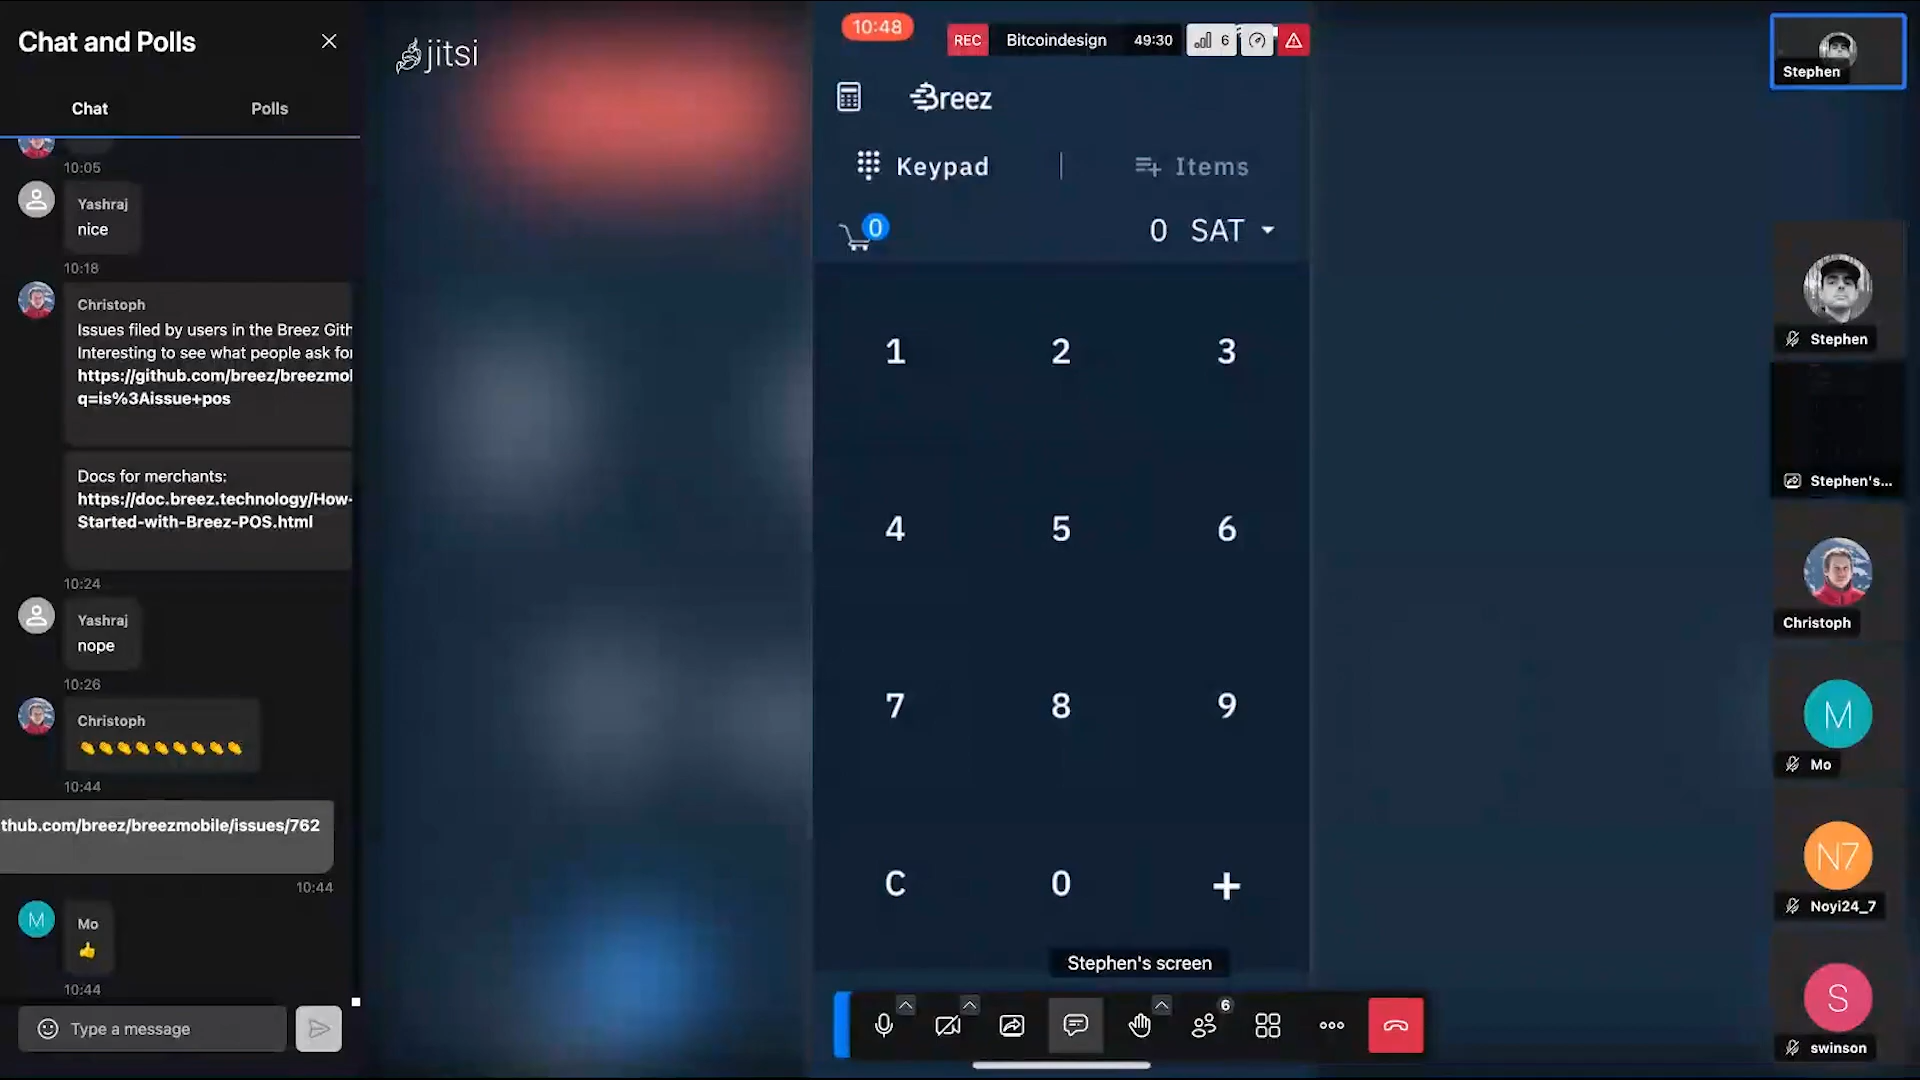 Chat and Polls
Chat
Polls
10:05
Yashraj
nice
10:18
Christoph
Issues filed by users in the Breez Gith
Interesting to see what people ask for
https://github.com/breez/breezmol
q=is%3Aissue+pos
Docs for merchants:
https://doc.breez.technology/How-
Started-with-Breez-POS.html
10:24
Yashraj
nope
10:26
Christoph
👏👏👏👏👏👏👏👏👏
10:44
thub.com/breez/breezmobile/issues/762
10:44
M
Mo
👍
10:44
Type a message
jitsi
10:48
REC
Bitcoindesign
49:30
6
Breez
Keypad
Items
0
0 SAT
1 2 3
4 5 6
7 8 9
C 0 +
Stephen's screen
6
Stephen
Stephen
Stephen's...
Christoph
M
Mo
N7
Noyi24_7
S
swinson